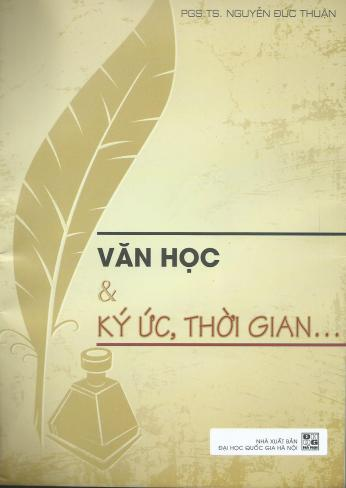 PGS.TS. NGUYỄN ĐỨC THUẬN
VĂN HỌC
&
KÝ ỨC, THỜI GIAN...
NHÀ XUẤT BẢN
ĐẠI HỌC QUỐC GIA HÀ NỘI